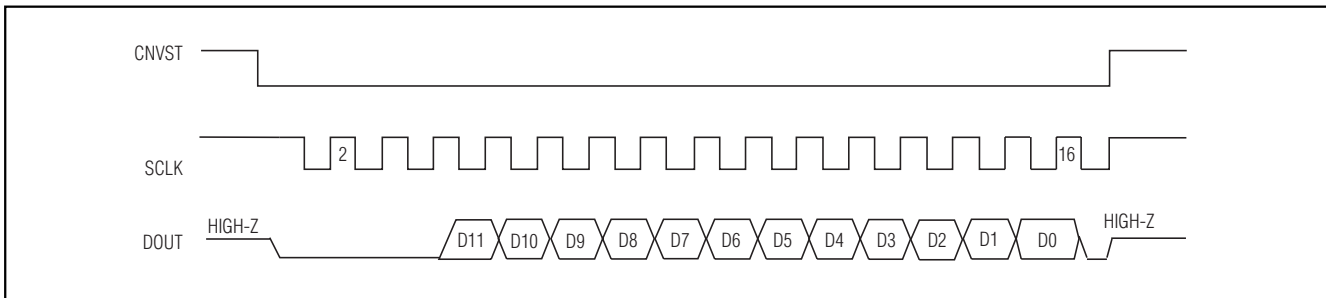 CNVST
SCLK
2
16
DOUT
HIGH-Z
D11
D10
D9
D8
D7
D6
D5
D4
D3
D2
D1
D0
HIGH-Z